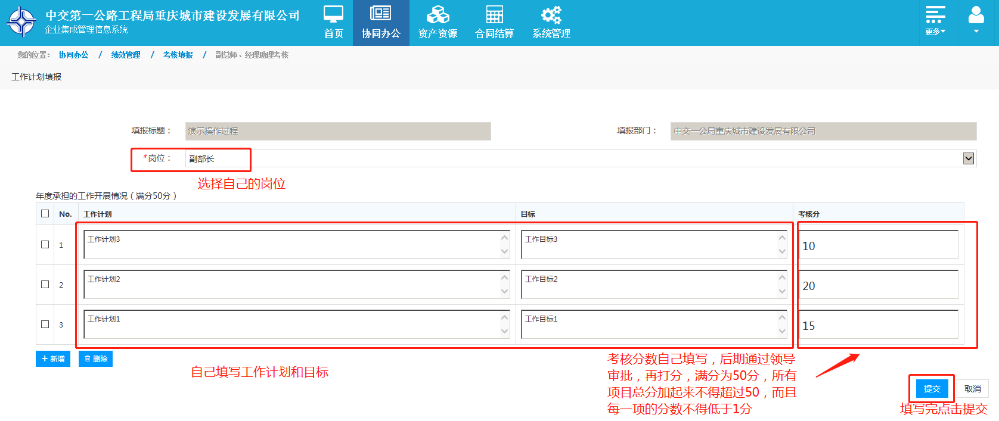 中交第一公路工程局重庆城市建设发展有限公司
企业集成管理信息系统
首页
协同办公
资产资源
合同结算
系统管理
更多
您的位置： 协同办公 / 绩效管理 / 考核填报 / 副总师、经理助理考核
工作计划填报
填报标题： 演示操作过程 填报部门： 中交一公局重庆城市建设发展有限公司
*岗位： 副部长
选择自己的岗位
年度承担的工作开展情况（满分50分）
No. 工作计划 目标 考核分
1 工作计划3 工作目标3 10
2 工作计划2 工作目标2 20
3 工作计划1 工作目标1 15
新增 删除
自己填写工作计划和目标
考核分数自己填写，后期通过领导
审批，再打分，满分为50分，所有
项目总分加起来不得超过50，而且
每一项的分数不得低于1分
提交 取消
填写完点击提交